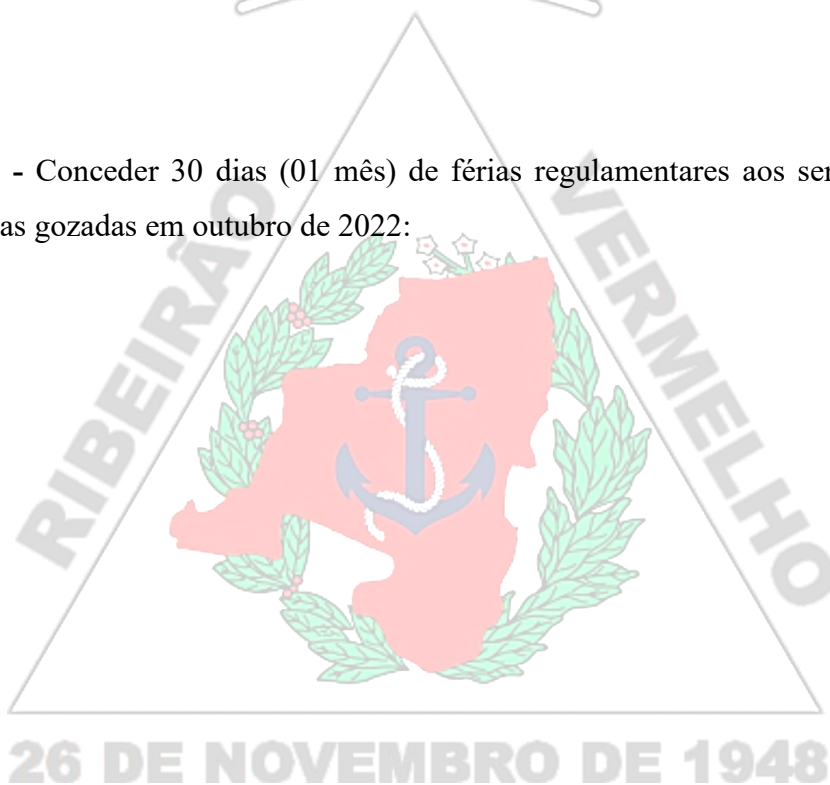 - Conceder 30 dias (01 mês) de férias regulamentares aos ser
as gozadas em outubro de 2022:
RIBEIRÃO
VERMELHO
26 DE NOVEMBRO DE 1948